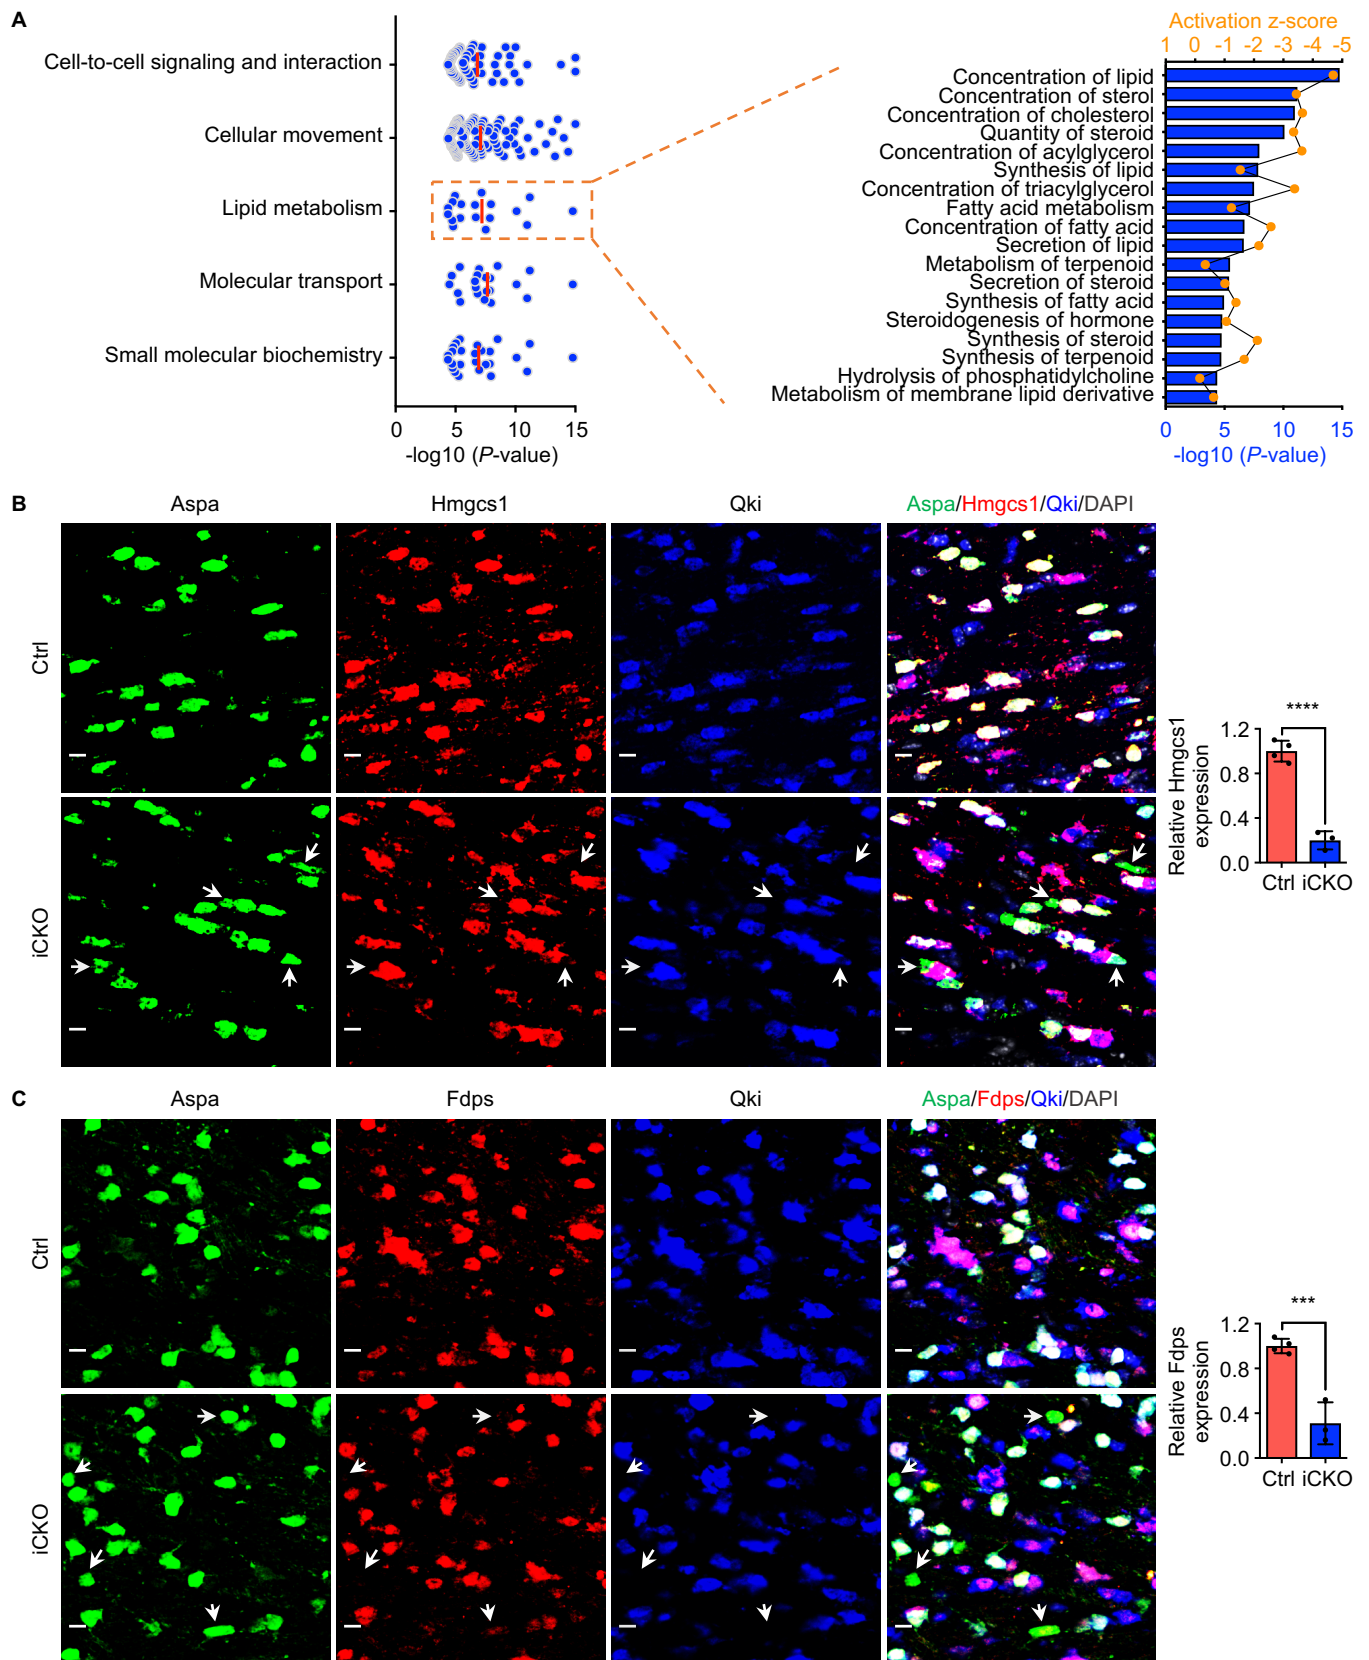 A
Cell-to-cell signaling and interaction
Cellular movement
Lipid metabolism
Molecular transport
Small molecular biochemistry
0 5 10 15
-log10 (P-value)
Activation z-score
1 0 -1 -2 -3 -4 -5
Concentration of lipid
Concentration of sterol
Concentration of cholesterol
Quantity of steroid
Concentration of acylglycerol
Synthesis of lipid
Concentration of triacylglycerol
Fatty acid metabolism
Concentration of fatty acid
Secretion of lipid
Metabolism of terpenoid
Secretion of steroid
Synthesis of fatty acid
Steroidogenesis of hormone
Synthesis of steroid
Synthesis of terpenoid
Hydrolysis of phosphatidylcholine
Metabolism of membrane lipid derivative
0 5 10 15
-log10 (P-value)
B
Aspa Hmgcs1 Qki Aspa/Hmgcs1/Qki/DAPI
Ctrl
iCKO
Relative Hmgcs1
expression
1.2
0.8
0.4
0.0
****
Ctrl iCKO
C
Aspa Fdps Qki Aspa/Fdps/Qki/DAPI
Ctrl
iCKO
Relative Fdps
expression
1.2
0.8
0.4
0.0
***
Ctrl iCKO